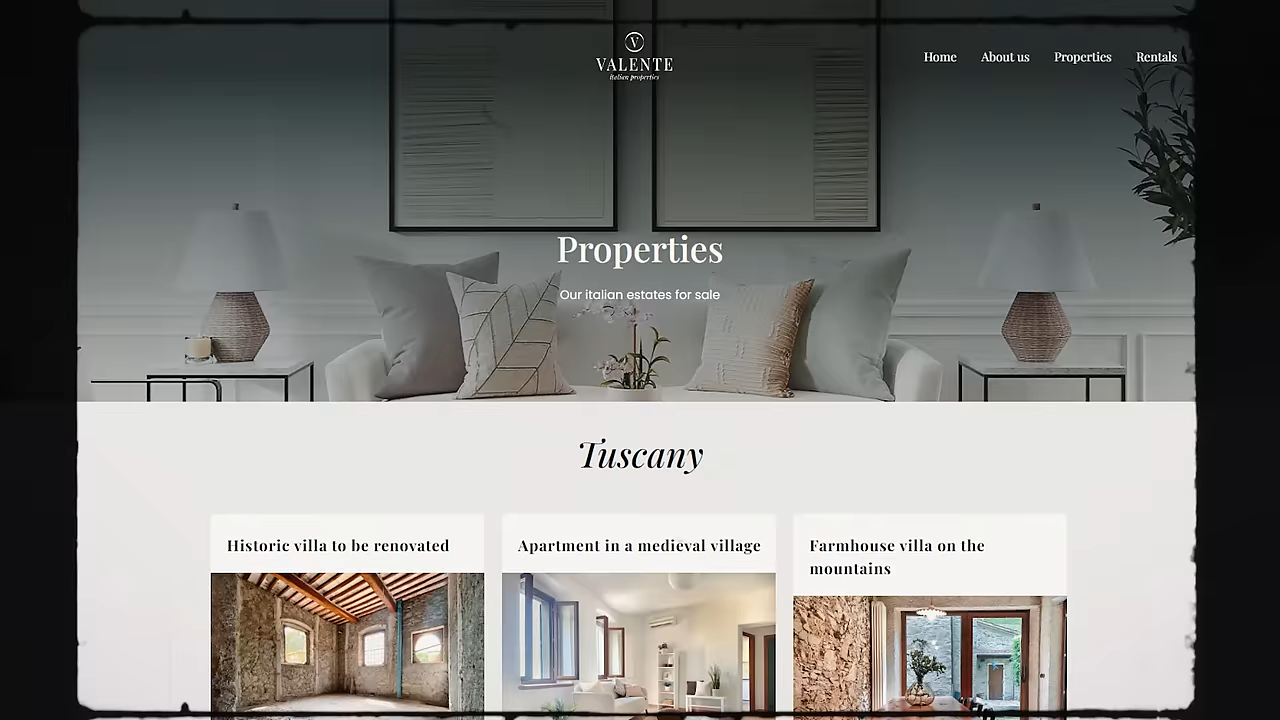 V
VALENTE
italian properties
Home About us Properties Rentals
Properties
Our italian estates for sale
Tuscany
Historic villa to be renovated
Apartment in a medieval village
Farmhouse villa on the
mountains